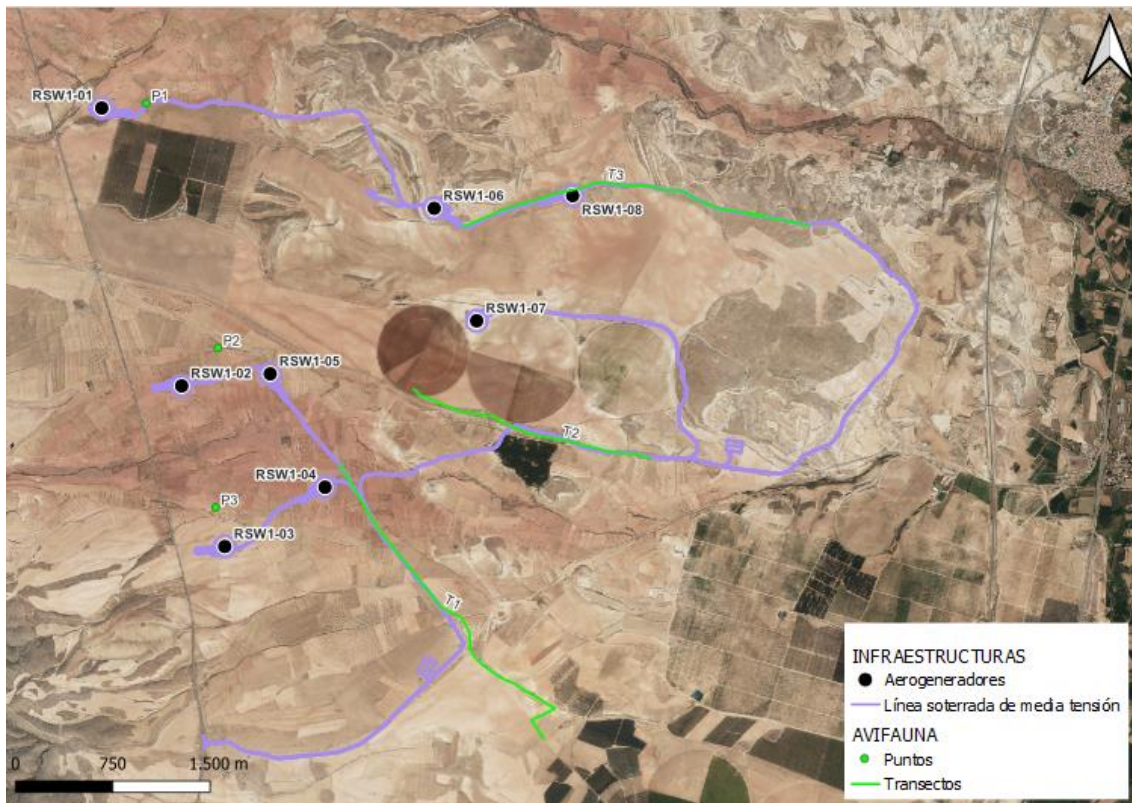 RSW1-01
P1
RSW1-06
T3
RSW1-08
RSW1-07
P2
RSW1-05
RSW1-02
T2
RSW1-04
P3
RSW1-03
T1
INFRAESTRUCTURAS
Aerogeneradores
Línea soterrada de media tensión
AVIFAUNA
Puntos
Transectos
0 750 1.500 m